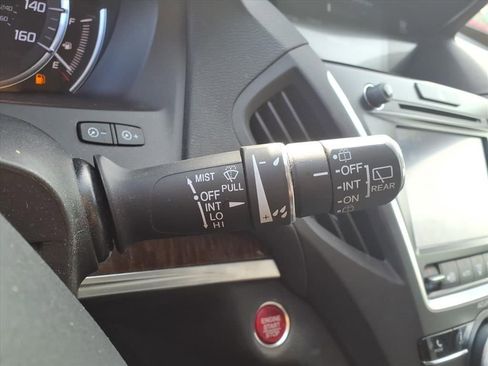 140
160
F
E
MIST
PULL
OFF
INT
LO
HI
- OFF
- INT
- ON
REAR
ENGINE
START
STOP